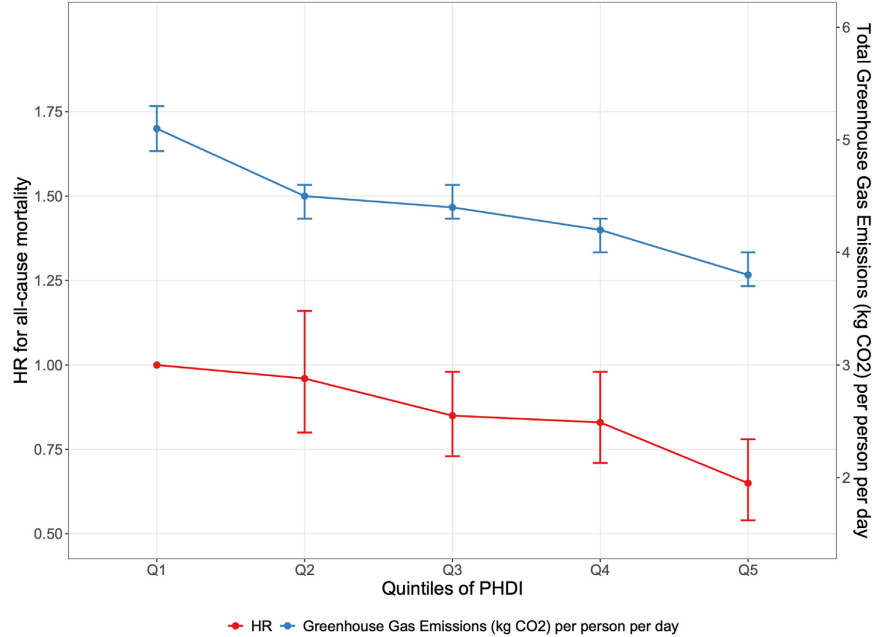 HR for all-cause mortality
1.75
1.50
1.25
1.00
0.75
0.50
6
5
4
3
2
Total Greenhouse Gas Emissions (kg CO2) per person per day
Q1 Q2 Q3 Q4 Q5
Quintiles of PHDI
HR Greenhouse Gas Emissions (kg CO2) per person per day